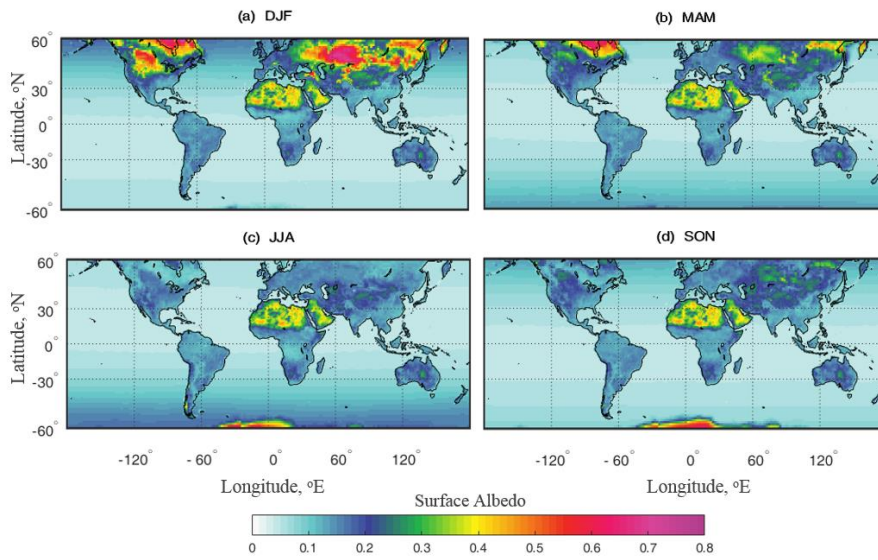 (a) DJF
(b) MAM
60°
30°
0°
-30°
-60°
Latitude, °N
(c) JJA
(d) SON
60°
30°
0°
-30°
-60°
Latitude, °N
-120° -60° 0° 60° 120°
-120° -60° 0° 60° 120°
Longitude, °E
Longitude, °E
Surface Albedo
0 0.1 0.2 0.3 0.4 0.5 0.6 0.7 0.8